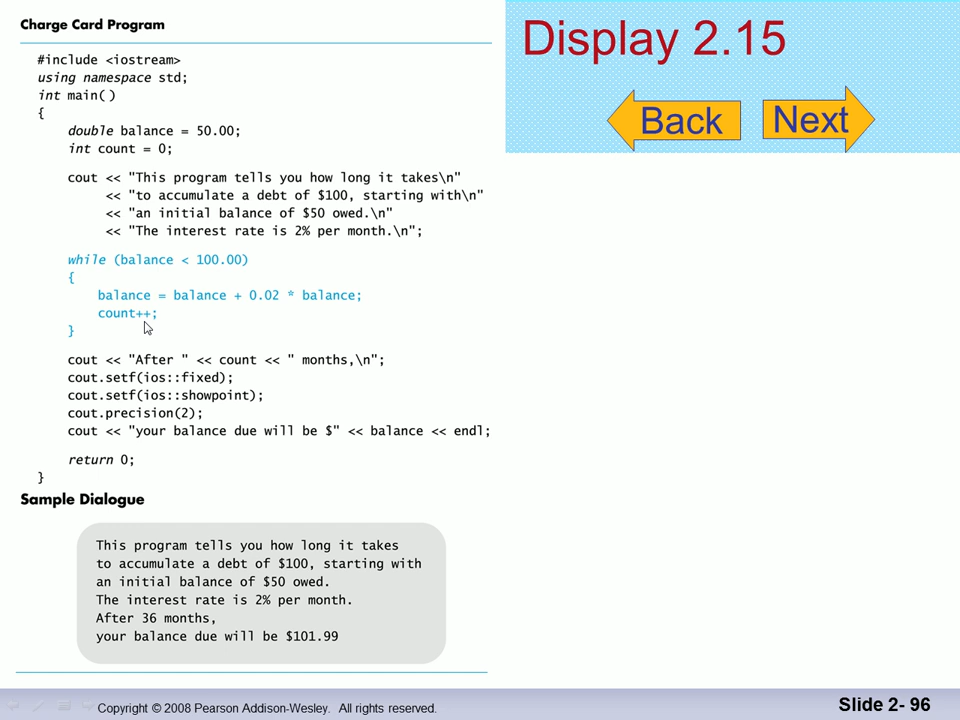 Charge Card Program
#include <iostream>
using namespace std;
int main( )
{
double balance = 50.00;
int count = 0;
cout << "This program tells you how long it takes\n"
<< "to accumulate a debt of $100, starting with\n"
<< "an initial balance of $50 owed.\n"
<< "The interest rate is 2% per month.\n";
while (balance < 100.00)
{
balance = balance + 0.02 * balance;
count++;
}
cout << "After " << count << " months,\n";
cout.setf(ios::fixed);
cout.setf(ios::showpoint);
cout.precision(2);
cout << "your balance due will be $" << balance << endl;
return 0;
}
Sample Dialogue
This program tells you how long it takes
to accumulate a debt of $100, starting with
an initial balance of $50 owed.
The interest rate is 2% per month.
After 36 months,
your balance due will be $101.99
Display 2.15
Back
Next
Copyright © 2008 Pearson Addison-Wesley. All rights reserved.
Slide 2- 96